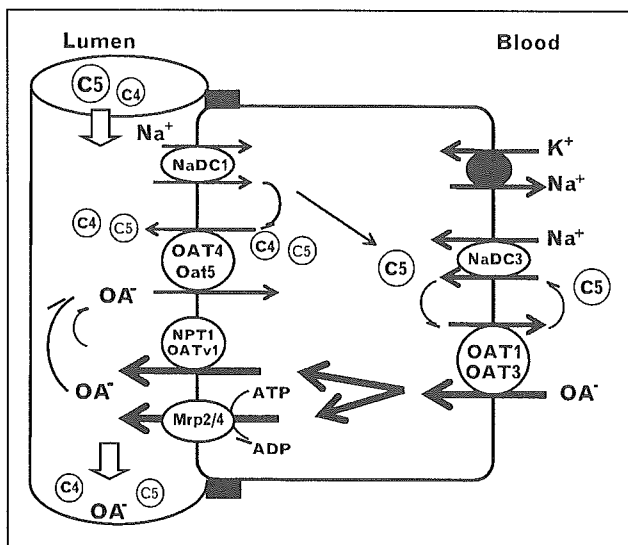 Lumen
Blood
C5
C4
Na+
K+
NaDC1
Na+
Na+
C4 C5
C4 C5
NaDC3
OAT4
Oat5
C5
C5
OA-
NPT1
OATv1
OAT1
OAT3
OA-
OA-
ATP
Mrp2/4
ADP
C4
C5
OA-